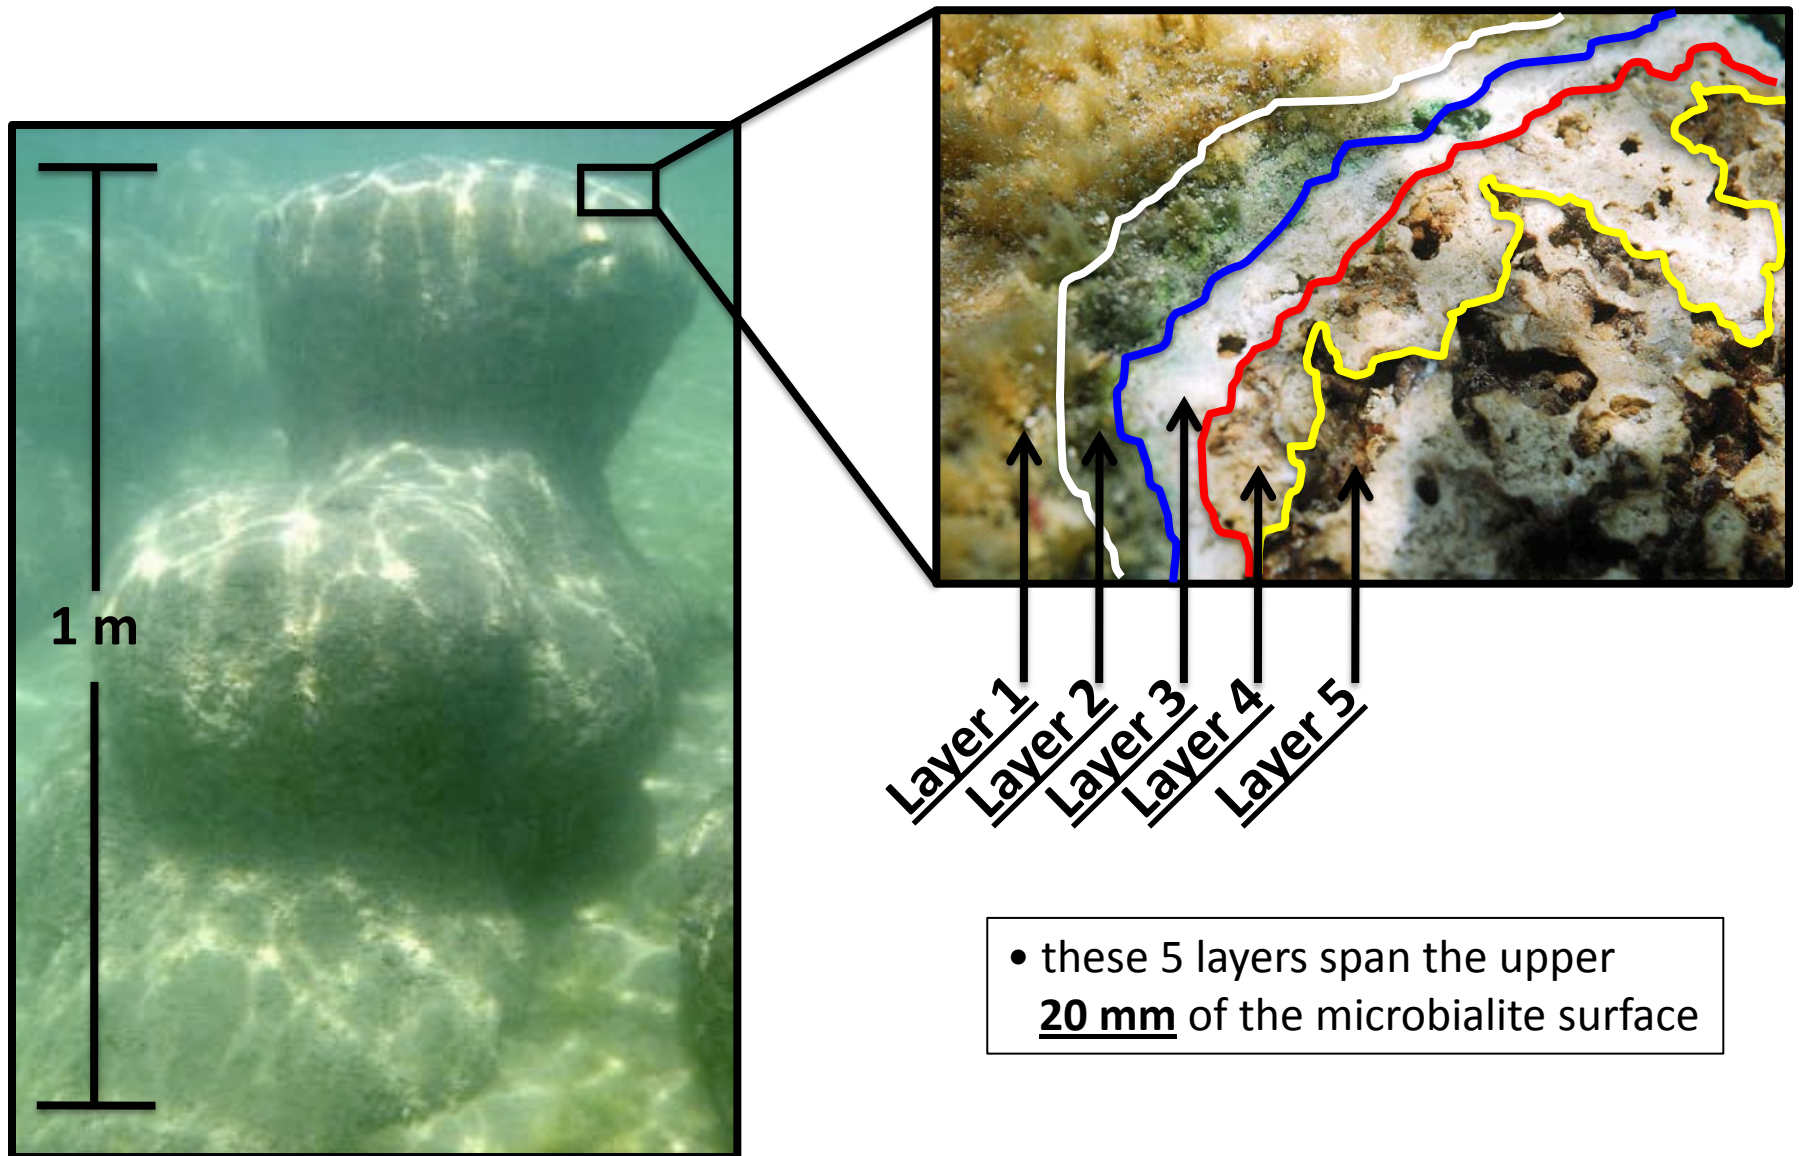 1 m
Layer 1
Layer 2
Layer 3
Layer 4
Layer 5
• these 5 layers span the upper
20 mm of the microbialite surface